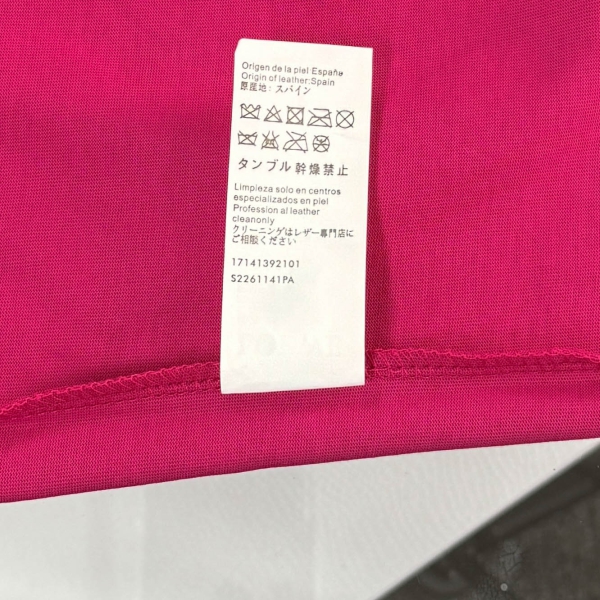 Origen de la piel España
Origin of leather:Spain
原産地：スパイン
タンブル幹燥禁止
Limpieza solo en centros
especializados en piel
Profession al leather
cleanonly
クリーニングはレザー専門店に
ご相談ください
17141392101
S2261141PA